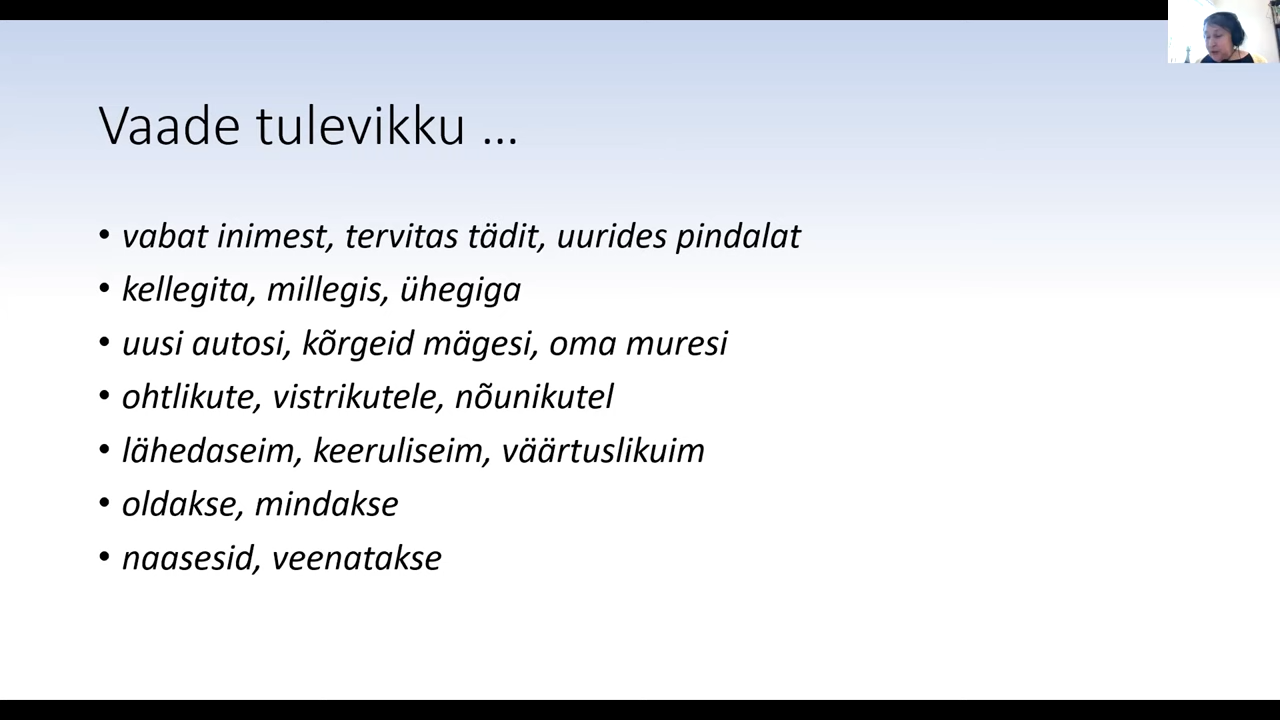 Vaade tulevikku ...
• vabat inimest, tervitas tädit, uurides pindalat
• kellegita, millegis, ühegiga
• uusi autosi, kõrgeid mägesi, oma muresi
• ohtlikute, vistrikutele, nõunikutel
• lähedaseim, keeruliseim, väärtuslikuim
• oldakse, mindakse
• naasesid, veenatakse